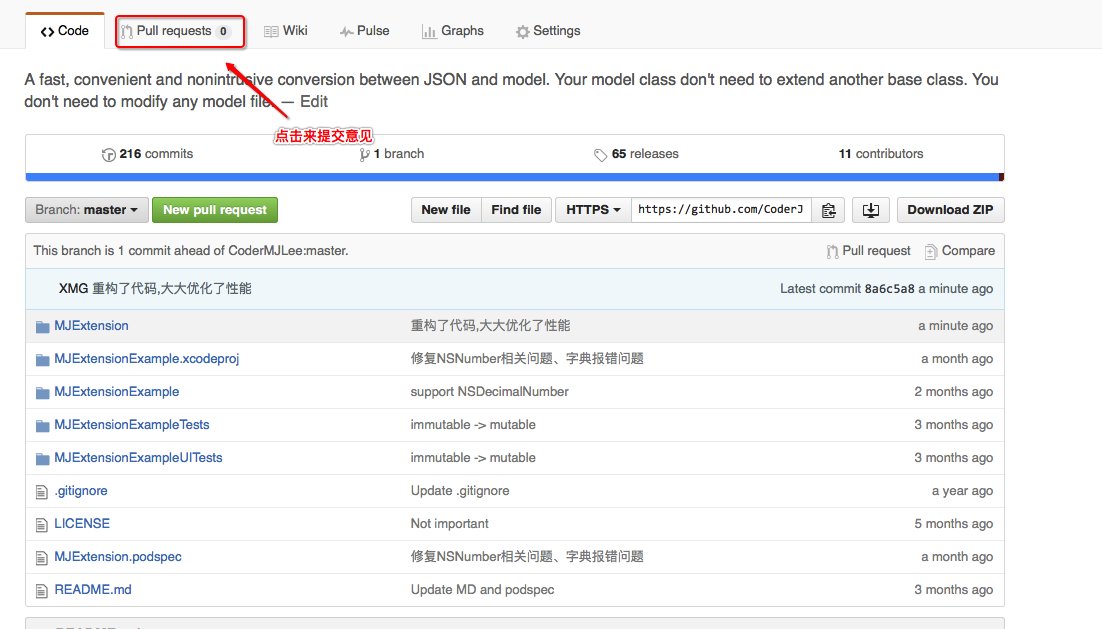 Code Pull requests 0 Wiki Pulse Graphs Settings
A fast, convenient and nonintrusive conversion between JSON and model. Your model class don't need to extend another base class. You
don't need to modify any model file. — Edit
点击来提交意见
216 commits 1 branch 65 releases 11 contributors
Branch: master New pull request New file Find file HTTPS https://github.com/CoderJ Download ZIP
This branch is 1 commit ahead of CoderMJLee:master. Pull request Compare
XMG 重构了代码,大大优化了性能 Latest commit 8a6c5a8 a minute ago
MJExtension 重构了代码,大大优化了性能 a minute ago
MJExtensionExample.xcodeproj 修复NSNumber相关问题、字典报错问题 a month ago
MJExtensionExample support NSDecimalNumber 2 months ago
MJExtensionExampleTests immutable -> mutable 3 months ago
MJExtensionExampleUITests immutable -> mutable 3 months ago
.gitignore Update .gitignore a year ago
LICENSE Not important 5 months ago
MJExtension.podspec 修复NSNumber相关问题、字典报错问题 a month ago
README.md Update MD and podspec 3 months ago